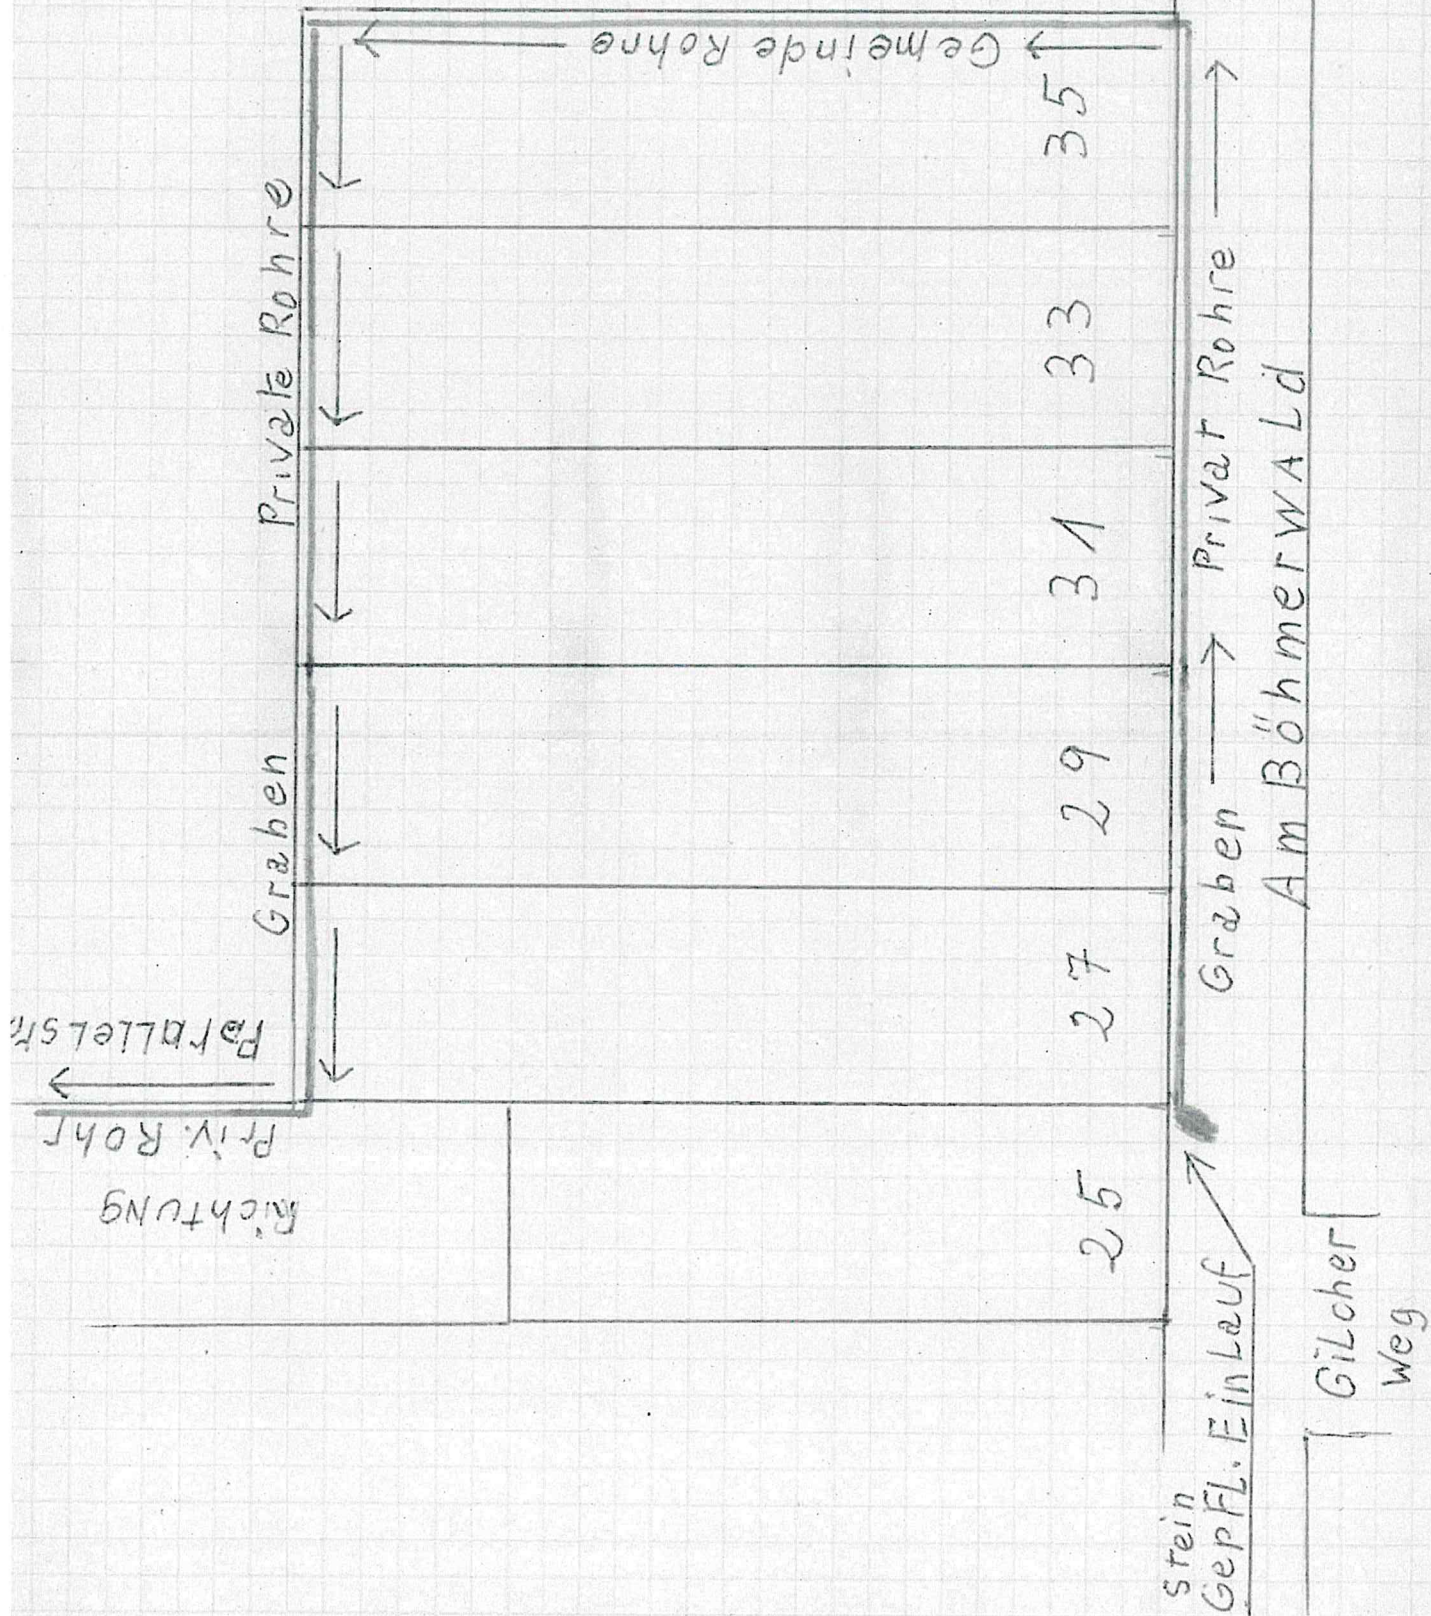 Gemeinde Rohre
Private Rohre
Graben
35
33
31
29
27
25
Priv. Rohr
Richtung
Graben
Privat Rohre
Am BöhmerwALd
Stein
GepFL. EinLauf
GiLcher
Weg